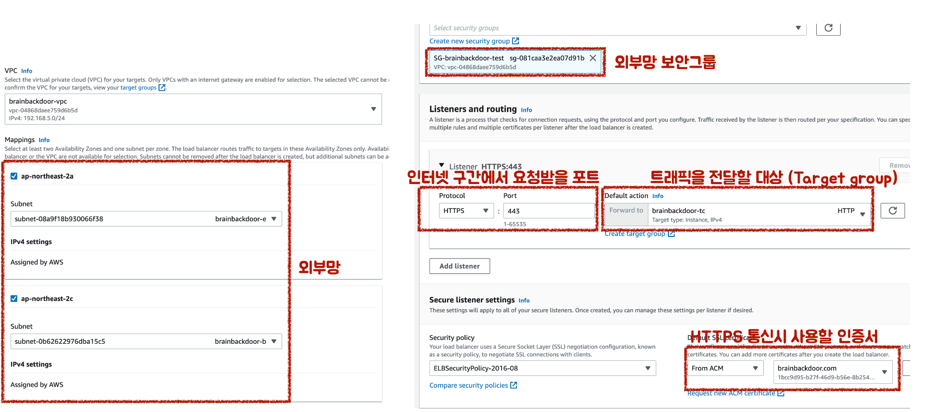 VPC Info
Select the virtual private cloud (VPC) for your targets. Only VPCs with an internet gateway are enabled for selection. The selected VPC cannot be
confirm the VPC for your targets, view your target groups
brainbackdoor-vpc
vpc-04868daee759d6b5d
IPv4: 192.168.5.0/24
Mappings Info
Select at least two Availability Zones and one subnet per zone. The load balancer routes traffic to targets in these Availability Zones only. Availabi
balancer or the VPC are not available for selection. Subnets cannot be removed after the load balancer is created, but additional subnets can be a
ap-northeast-2a
Subnet
subnet-08a9f18b930066f38 brainbackdoor-e
IPv4 settings
Assigned by AWS
외부망
ap-northeast-2c
Subnet
subnet-0b62622976dba15c5 brainbackdoor-b
IPv4 settings
Assigned by AWS
Select security groups
Create new security group
SG-brainbackdoor-test sg-081caa3e2ea07d91b X
VPC: vpc-04868daee759d6b5d
외부망 보안그룹
Listeners and routing Info
A listener is a process that checks for connection requests, using the protocol and port you configure. Traffic received by the listener is then routed per your specification. You can spec
multiple rules and multiple certificates per listener after the load balancer is created.
Listener HTTPS:443
Remov
인터넷 구간에서 요청받을 포트
트래픽을 전달할 대상 (Target group)
Protocol Port Default action Info
HTTPS : 443
1-65535
Forward to brainbackdoor-tc HTTP
Target type: Instance, IPv4
Create target group
Add listener
Secure listener settings Info
These settings will apply to all of your secure listeners. Once created, you can manage these settings per listener if desired.
HTTPS 통신시 사용할 인증서
Security policy
Your load balancer uses a Secure Socket Layer (SSL) negotiation configuration, known
as a security policy, to negotiate SSL connections with clients.
ELBSecurityPolicy-2016-08
Compare security policies
Default SSL
certificates. You can add more certificates after you create the load balancer.
From ACM
brainbackdoor.com
1bcc9d95-b27f-46d9-b56e-8b254...
Request new ACM certificate